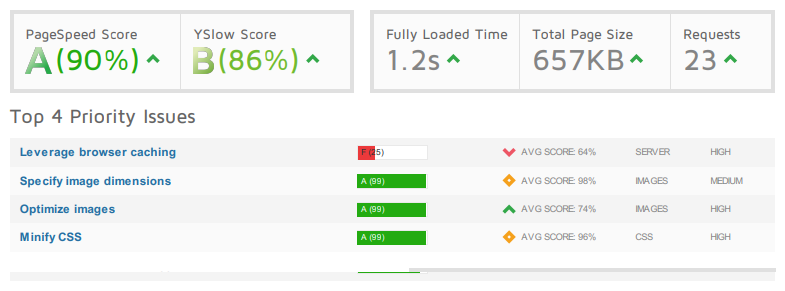 PageSpeed Score YSlow Score Fully Loaded Time Total Page Size Requests
A (90%) B (86%) 1.2s 657KB 23
Top 4 Priority Issues
Leverage browser caching F (25) AVG SCORE: 64% SERVER HIGH
Specify image dimensions A (99) AVG SCORE: 98% IMAGES MEDIUM
Optimize images A (99) AVG SCORE: 74% IMAGES HIGH
Minify CSS A (99) AVG SCORE: 96% CSS HIGH